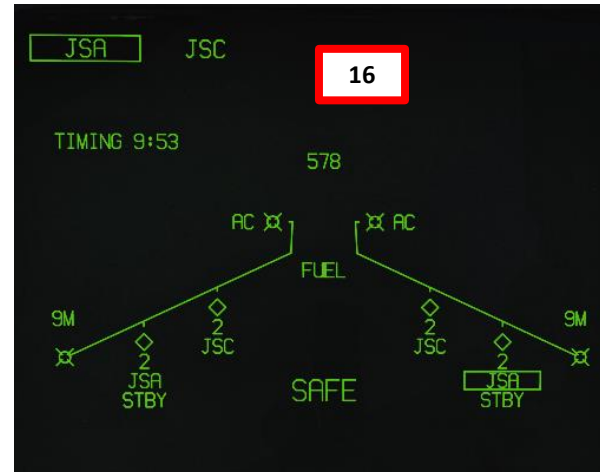 JSA JSC
16
TIMING 9:53
578
AC AC
FUEL
9M 9M
2 2
JSC JSC
2 2
JSA JSA
STBY STBY
SAFE